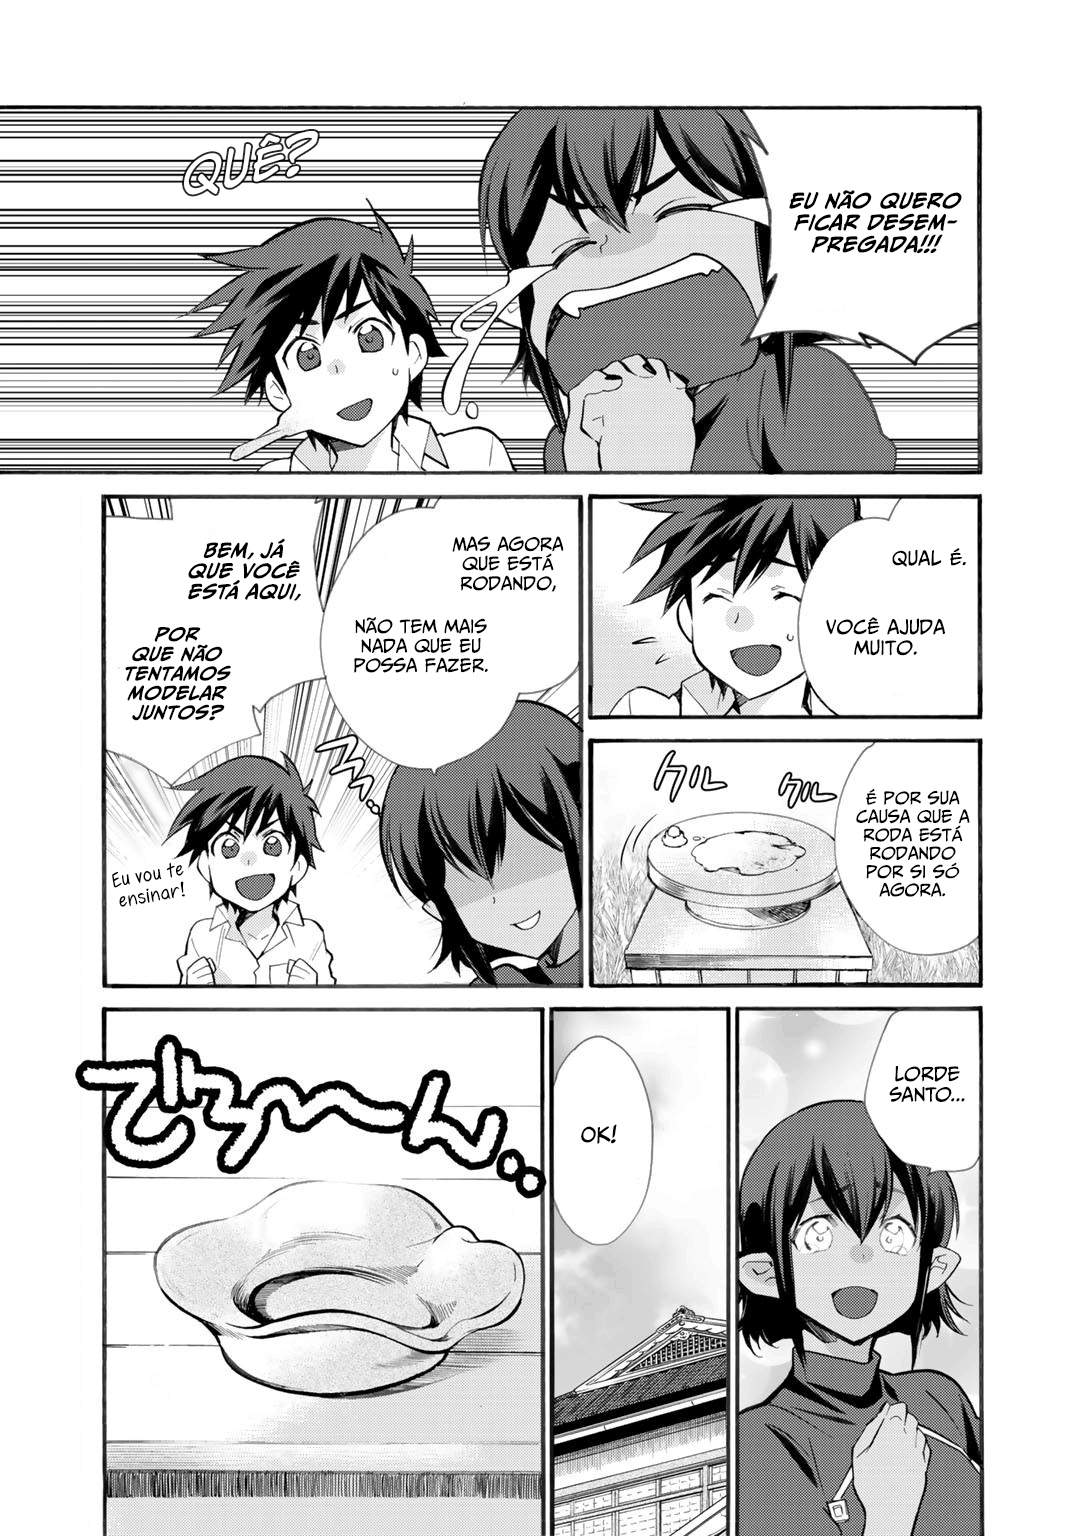 EU NÃO QUERO
FICAR DESEM-
PREGADA!!!
QUÊ?
QUAL É.
VOCÊ AJUDA
MUITO.
É POR SUA
CAUSA QUE A
RODA ESTÁ
RODANDO
POR SI SÓ
AGORA.
クル
クル
MAS AGORA
QUE ESTÁ
RODANDO,
NÃO TEM MAIS
NADA QUE EU
POSSA FAZER.
BEM, JÁ
QUE VOCÊ
ESTÁ AQUI,
POR
QUE NÃO
TENTAMOS
MODELAR
JUNTOS?
Eu vou te
ensinar!
LORDE
SANTO...
OK!
でろ〜〜ん..